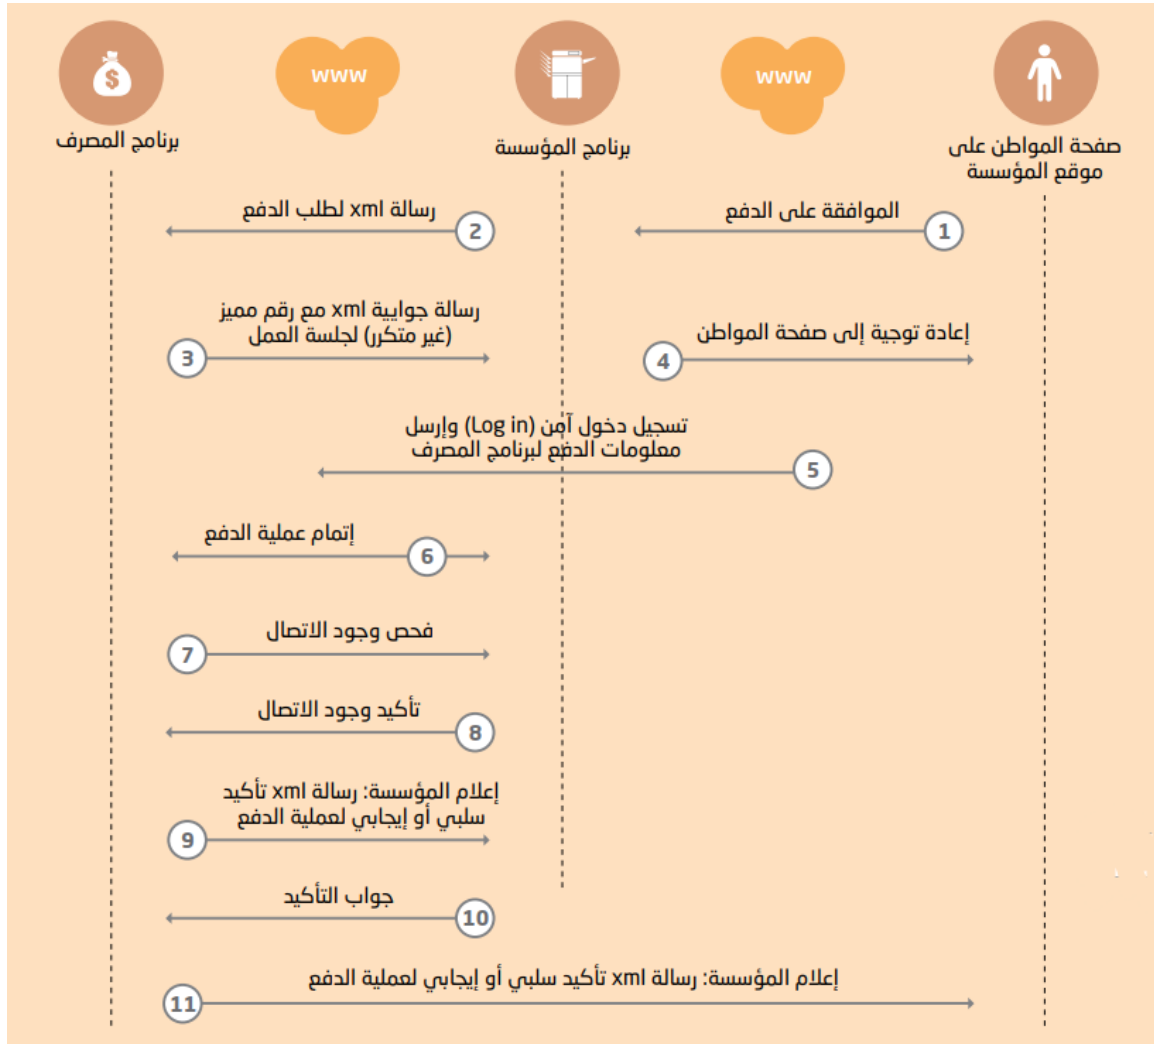 www
www
صفحة المواطن على
موقع المؤسسة
برنامج المؤسسة
برنامج المصرف
الموافقة على الدفع
1
رسالة xml لطلب الدفع
2
رسالة جوايية xml مع رقم مميز
(غير متكرر) لجلسة العمل
3
إعادة توجية إلى صفحة المواطن
4
تسجيل دخول آمن (Log in) وإرسل
معلومات الدفع لبرنامج المصرف
5
إتمام عملية الدفع
6
فحص وجود الاتصال
7
تأكيد وجود الاتصال
8
إعلام المؤسسة: رسالة xml تأكيد
سلبي أو إيجابي لعملية الدفع
9
جواب التأكيد
10
إعلام المؤسسة: رسالة xml تأكيد سلبي أو إيجابي لعملية الدفع
11